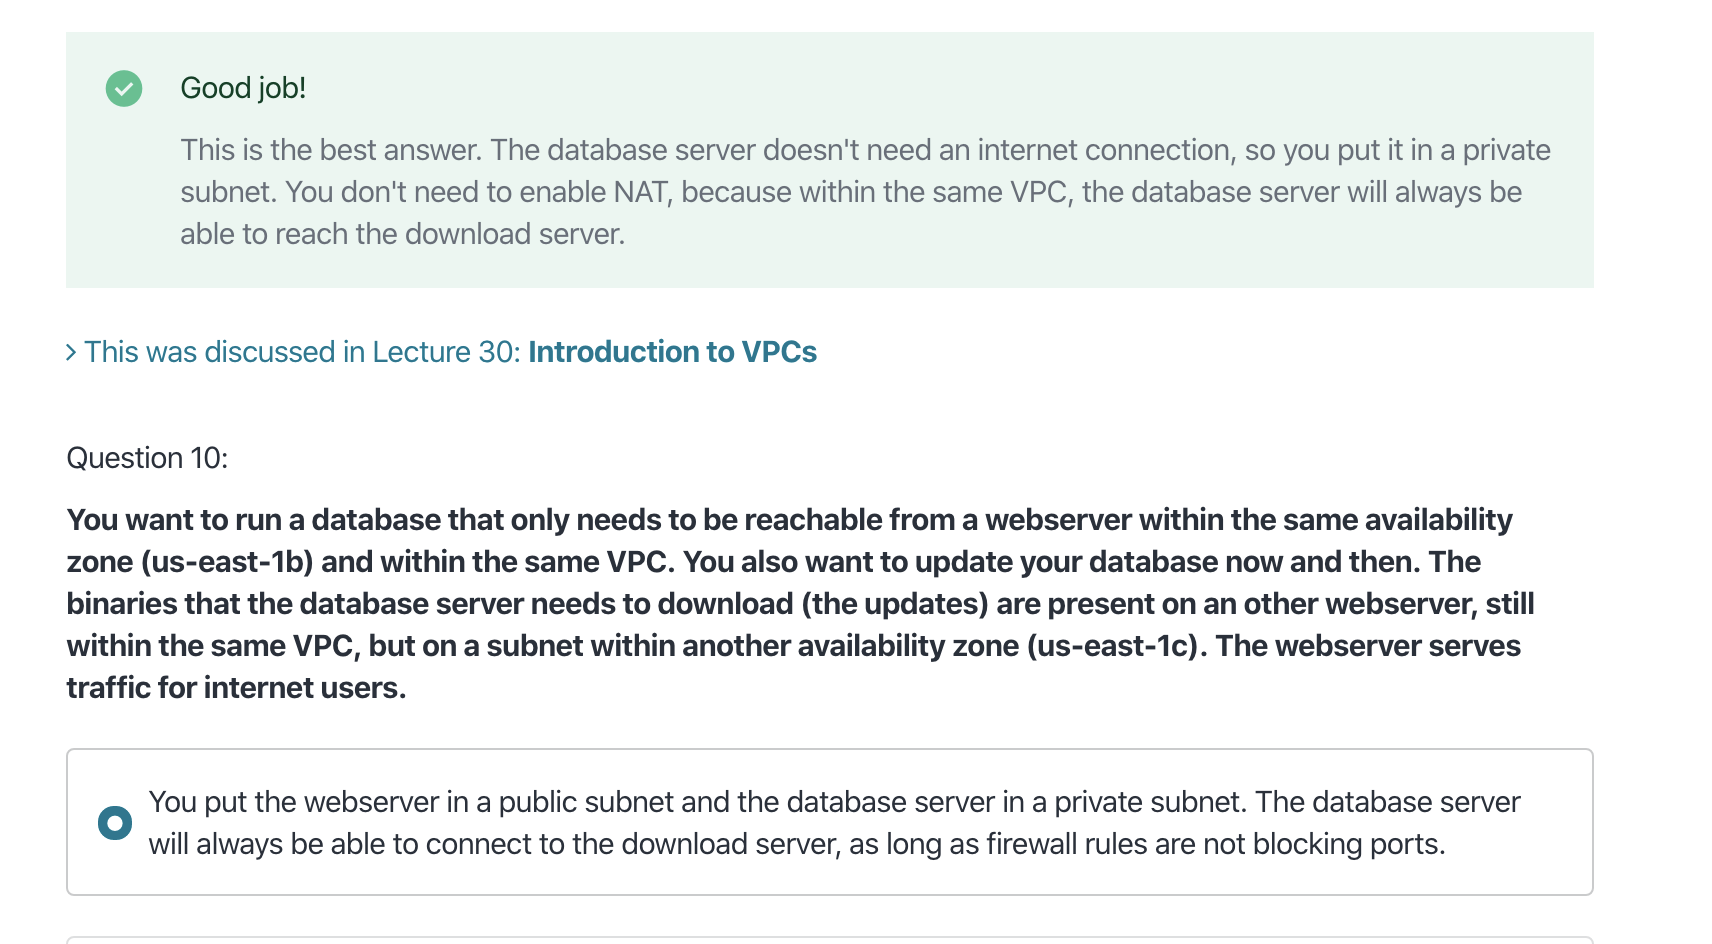 Good job!
This is the best answer. The database server doesn't need an internet connection, so you put it in a private
subnet. You don't need to enable NAT, because within the same VPC, the database server will always be
able to reach the download server.
This was discussed in Lecture 30: Introduction to VPCs
Question 10:
You want to run a database that only needs to be reachable from a webserver within the same availability
zone (us-east-1b) and within the same VPC. You also want to update your database now and then. The
binaries that the database server needs to download (the updates) are present on an other webserver, still
within the same VPC, but on a subnet within another availability zone (us-east-1c). The webserver serves
traffic for internet users.
You put the webserver in a public subnet and the database server in a private subnet. The database server
will always be able to connect to the download server, as long as firewall rules are not blocking ports.